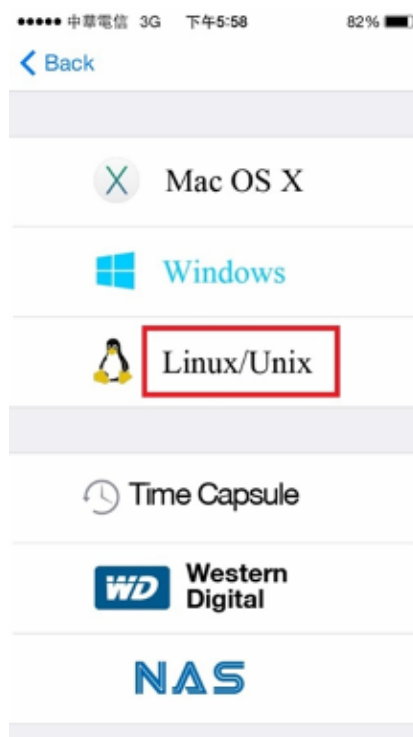 中華電信 3G 下午5:58 82%
Back
Mac OS X
Windows
Linux/Unix
Time Capsule
WD Western Digital
NAS